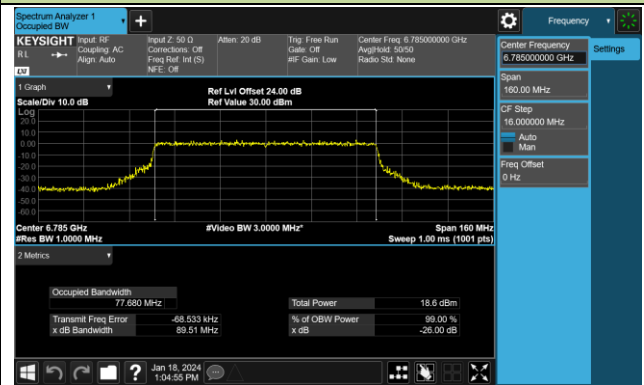 Spectrum Analyzer 1
Occupied BW
+
Frequency
KEYSIGHT
Input: RF
Coupling: AC
Align: Auto
Input Z: 50 Ω
Corrections: Off
Freq Ref: Int (S)
NFE: Off
Atten: 20 dB
Trig: Free Run
Gate: Off
#IF Gain: Low
Center Freq: 6.785000000 GHz
Avg|Hold: 50/50
Radio Std: None
RL
LXI
1 Graph
Ref Lvl Offset 24.00 dB
Scale/Div 10.0 dB
Ref Value 30.00 dBm
Log
20.0
10.0
0.00
-10.0
-20.0
-30.0
-40.0
-50.0
-60.0
Center 6.785 GHz
#Video BW 3.0000 MHz*
Span 160 MHz
#Res BW 1.0000 MHz
Sweep 1.00 ms (1001 pts)
2 Metrics
Occupied Bandwidth
77.680 MHz
Total Power
18.6 dBm
Transmit Freq Error
-68.533 kHz
% of OBW Power
99.00 %
x dB Bandwidth
89.51 MHz
x dB
-26.00 dB
Center Frequency
6.785000000 GHz
Settings
Span
160.00 MHz
CF Step
16.000000 MHz
Auto
Man
Freq Offset
0 Hz
?
Jan 18, 2024
1:04:55 PM